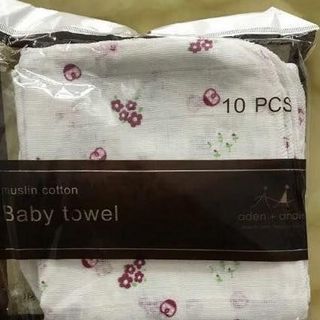 10 PCS
muslin cotton
Baby towel
aden + anais